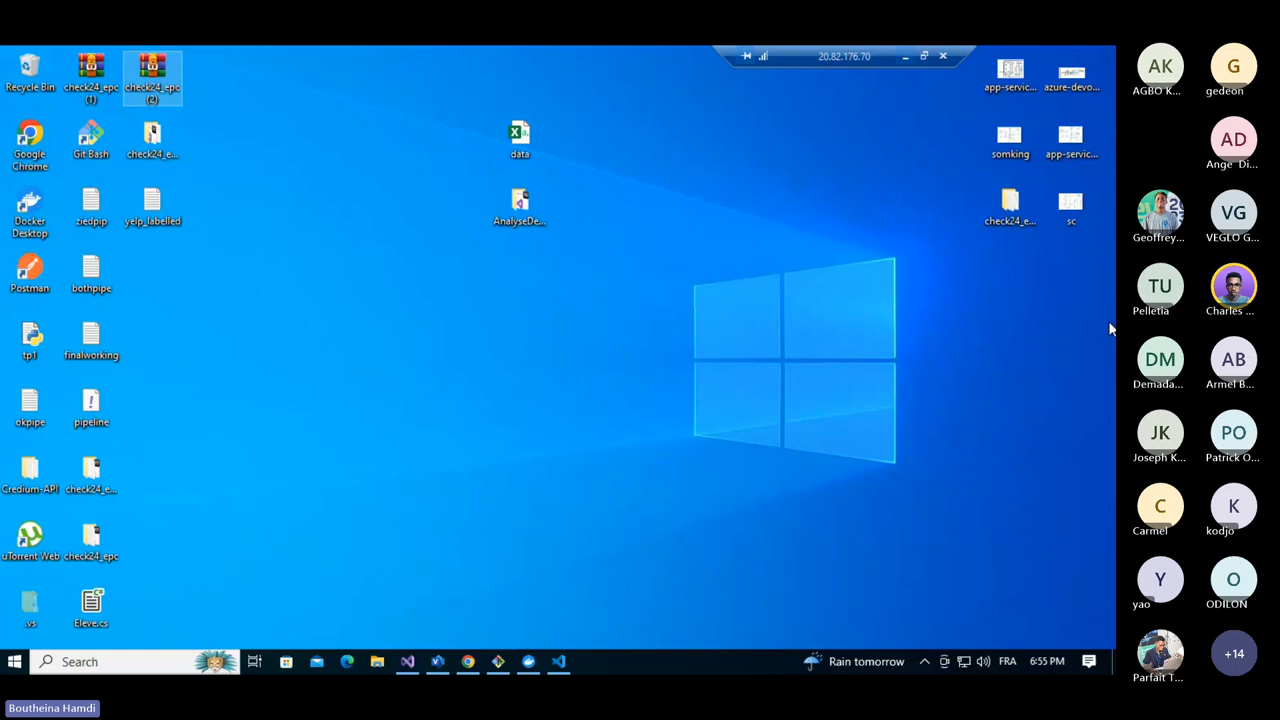 20.82.176.70
Recycle Bin
check24_epc (1)
check24_epc (2)
Google Chrome
Git Bash
check24_e...
Docker Desktop
ziedpip
yelp_labelled
Postman
bothpipe
tp1
finalworking
okpipe
pipeline
Credium-API
check24_e...
uTorrent Web
check24_epc
.vs
Eleve.cs
data
AnalyseDe...
app-servic...
azure-devo...
somking
app-servic...
check24_e...
sc
Search
Rain tomorrow
FRA
6:55 PM
Boutheina Hamdi
AK
AGBO K...
G
gedeon
AD
Ange Di...
Geoffrey...
VG
VEGLO G...
TU
Pelletia
Charles ...
DM
Demada...
AB
Armel B...
JK
Joseph K...
PO
Patrick O...
C
Carmel
K
kodjo
Y
yao
O
ODILON
Parfait T...
+14